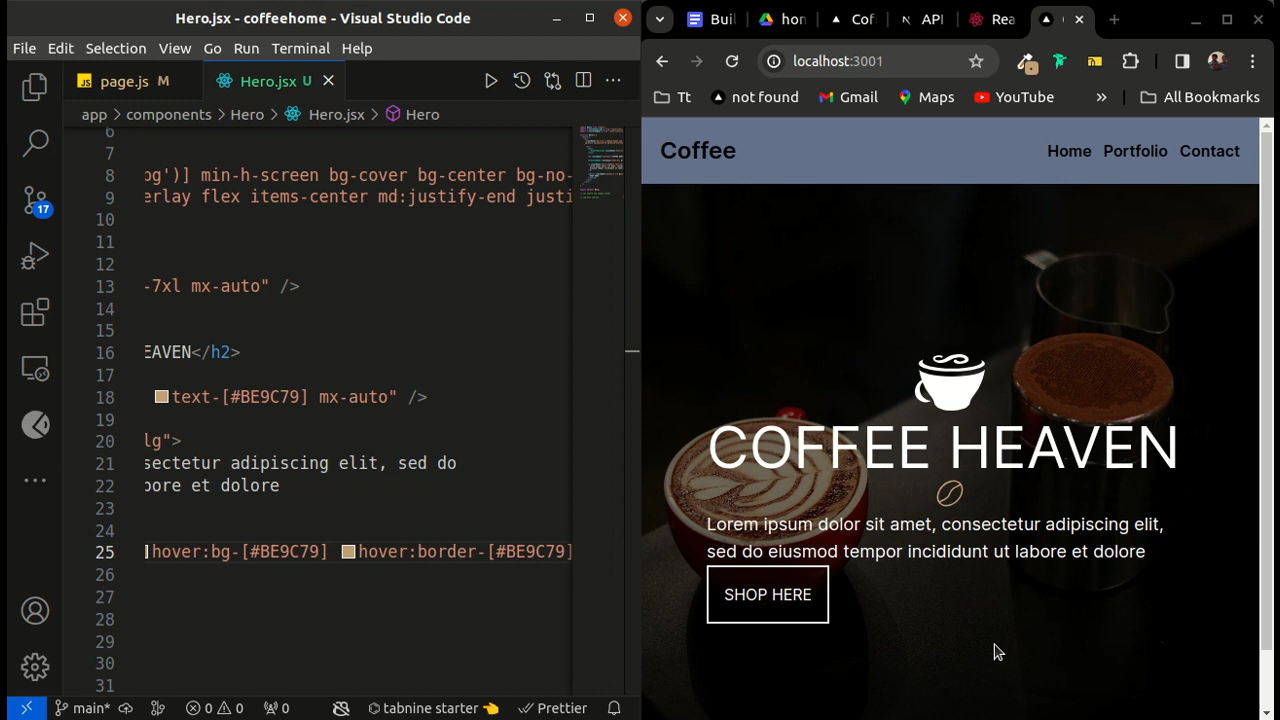 Hero.jsx - coffeehome - Visual Studio Code
File Edit Selection View Go Run Terminal Help
page.js M
Hero.jsx U
app > components > Hero > Hero.jsx > Hero
6
7
8 og')] min-h-screen bg-cover bg-center bg-no-
9 erlay flex items-center md:justify-end justi
10
11
12
13 -7xl mx-auto" />
14
15
16 EAVEN</h2>
17
18 text-[#BE9C79] mx-auto" />
19
20 lg">
21 sectetur adipiscing elit, sed do
22 bore et dolore
23
24
25 hover:bg-[#BE9C79] hover:border-[#BE9C79]
26
27
28
29
30
31
17
main* 0 0 0 tabnine starter Prettier
Buil
hon
Cof
API
Rea
localhost:3001
Tt not found Gmail Maps YouTube » All Bookmarks
Coffee
Home Portfolio Contact
COFFEE HEAVEN
Lorem ipsum dolor sit amet, consectetur adipiscing elit,
sed do eiusmod tempor incididunt ut labore et dolore
SHOP HERE